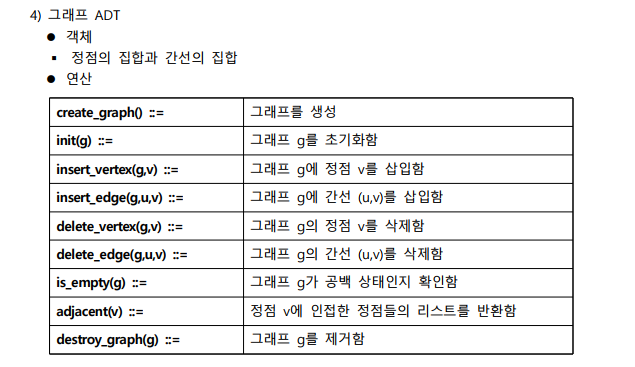 4) 그래프 ADT
● 객체
▪ 정점의 집합과 간선의 집합
● 연산
create_graph() ::= 그래프를 생성
init(g) ::= 그래프 g를 초기화함
insert_vertex(g,v) ::= 그래프 g에 정점 v를 삽입함
insert_edge(g,u,v) ::= 그래프 g에 간선 (u,v)를 삽입함
delete_vertex(g,v) ::= 그래프 g의 정점 v를 삭제함
delete_edge(g,u,v) ::= 그래프 g의 간선 (u,v)를 삭제함
is_empty(g) ::= 그래프 g가 공백 상태인지 확인함
adjacent(v) ::= 정점 v에 인접한 정점들의 리스트를 반환함
destroy_graph(g) ::= 그래프 g를 제거함